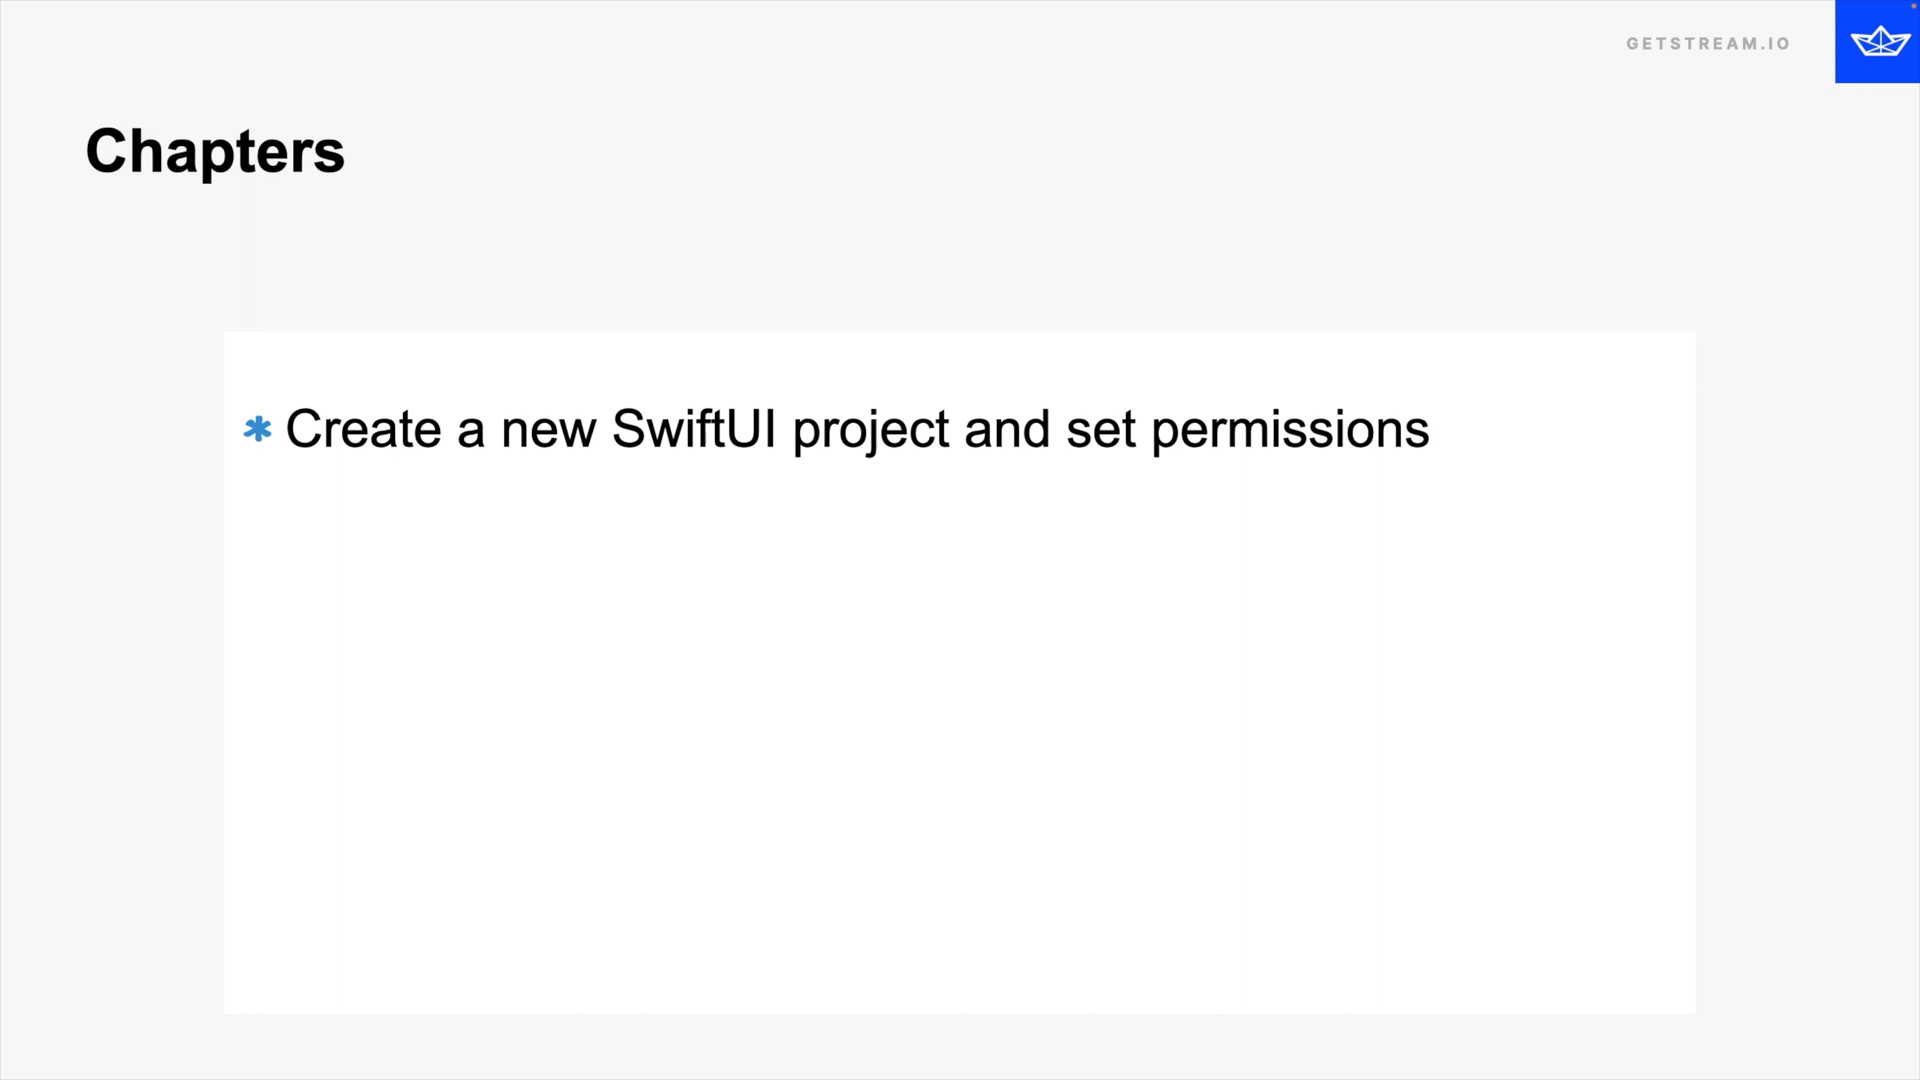 GETSTREAM.IO
Chapters
* Create a new SwiftUI project and set permissions